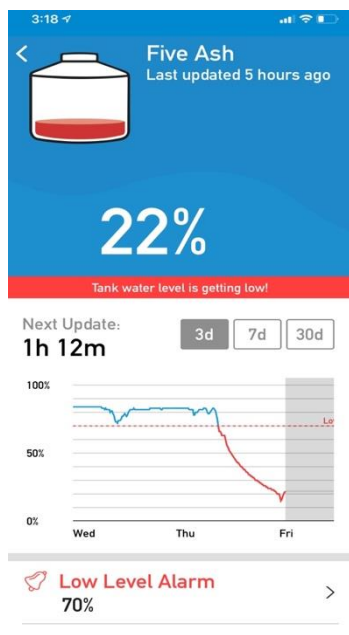 3:18
Five Ash
Last updated 5 hours ago
22%
Tank water level is getting low!
Next Update:
1h 12m
3d 7d 30d
100%
Lo
50%
0%
Wed Thu Fri
Low Level Alarm
70%